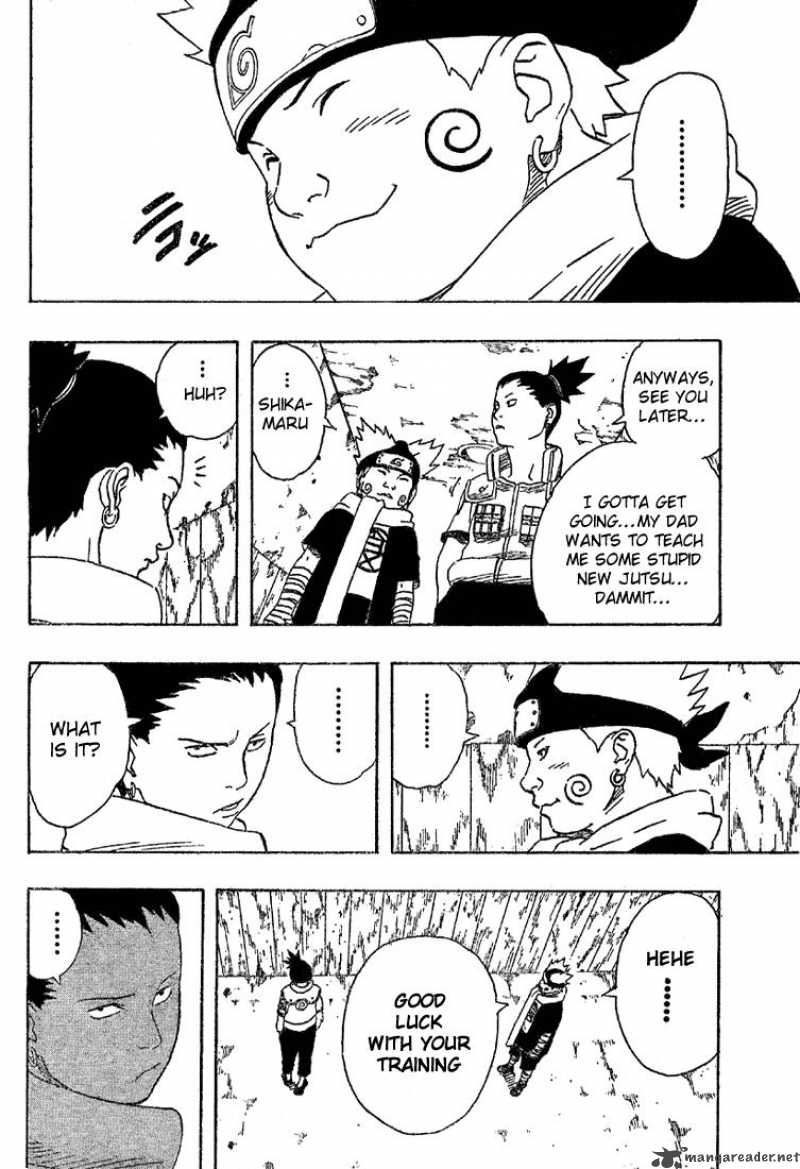 .........
ニコッ
ANYWAYS,
SEE YOU
LATER...
I GOTTA GET
GOING...MY DAD
WANTS TO TEACH
ME SOME STUPID
NEW JUTSU...
DAMMIT...
...
SHIKA-
MARU
...
HUH?
.......
.......
WHAT
IS IT?
HEHE
......
GOOD
LUCK
WITH YOUR
TRAINING
......
mangareader.net